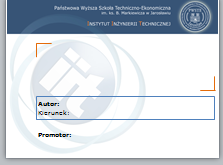 Państwowa Wyższa Szkoła Techniczno-Ekonomiczna
im. ks. B. Markiewicza w Jarosławiu
INSTYTUT INŻYNIERII TECHNICZNEJ
Autor:
Kierunek:
Promotor: